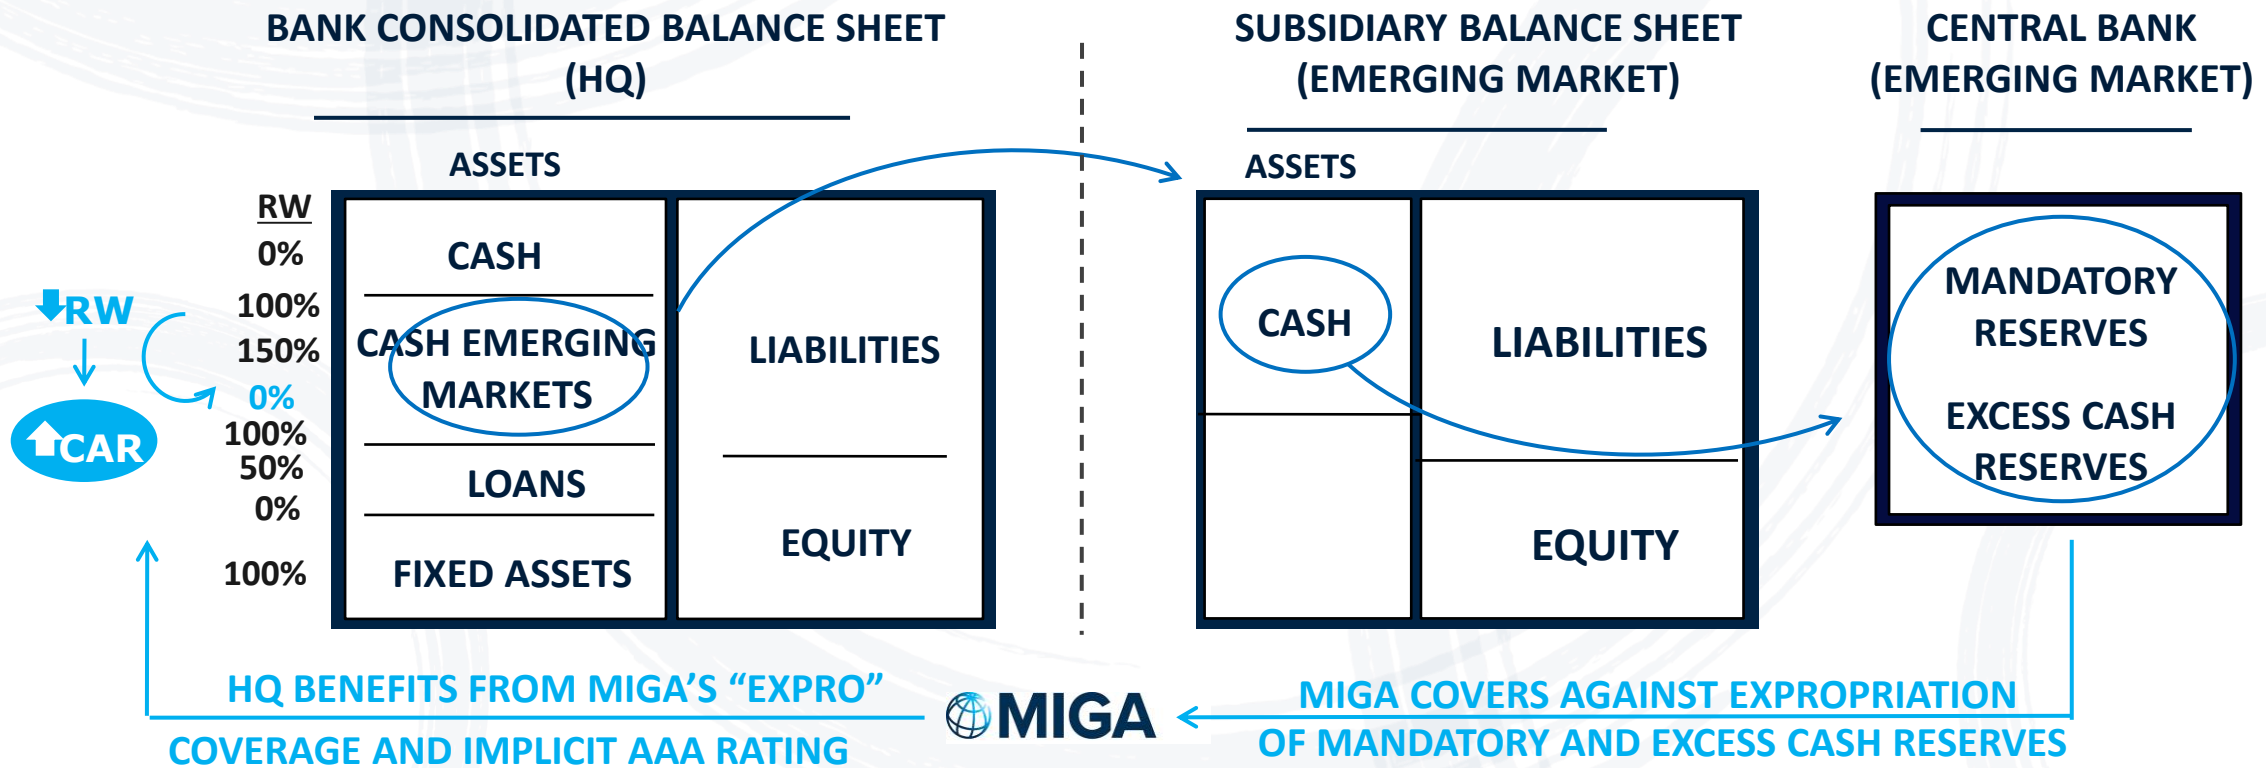 BANK CONSOLIDATED BALANCE SHEET
(HQ)
ASSETS
RW
0%
100%
150%
0%
100%
50%
0%
100%
RW
CAR
CASH
CASH EMERGING
MARKETS
LOANS
FIXED ASSETS
LIABILITIES
EQUITY
SUBSIDIARY BALANCE SHEET
(EMERGING MARKET)
ASSETS
CASH
LIABILITIES
EQUITY
CENTRAL BANK
(EMERGING MARKET)
MANDATORY
RESERVES
EXCESS CASH
RESERVES
HQ BENEFITS FROM MIGA’S “EXPRO”
COVERAGE AND IMPLICIT AAA RATING
MIGA
MIGA COVERS AGAINST EXPROPRIATION
OF MANDATORY AND EXCESS CASH RESERVES